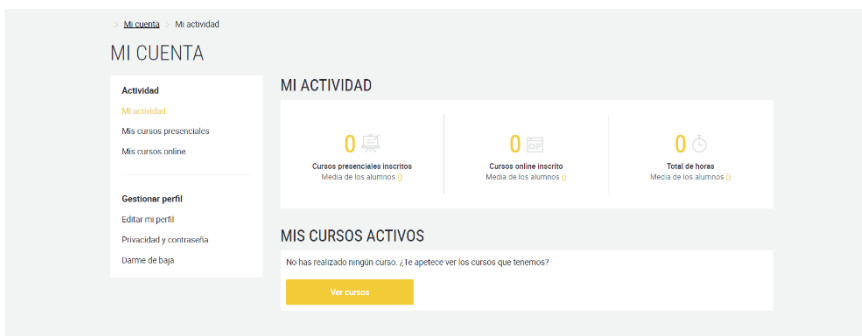 > Mi cuenta > Mi actividad
MI CUENTA
Actividad
Mi actividad
Mis cursos presenciales
Mis cursos online
Gestionar perfil
Editar mi perfil
Privacidad y contraseña
Darme de baja
MI ACTIVIDAD
0
Cursos presenciales inscritos
Media de los alumnos ()
0
Cursos online inscrito
Media de los alumnos ()
0
Total de horas
Media de los alumnos ()
MIS CURSOS ACTIVOS
No has realizado ningún curso. ¿Te apetece ver los cursos que tenemos?
Ver cursos